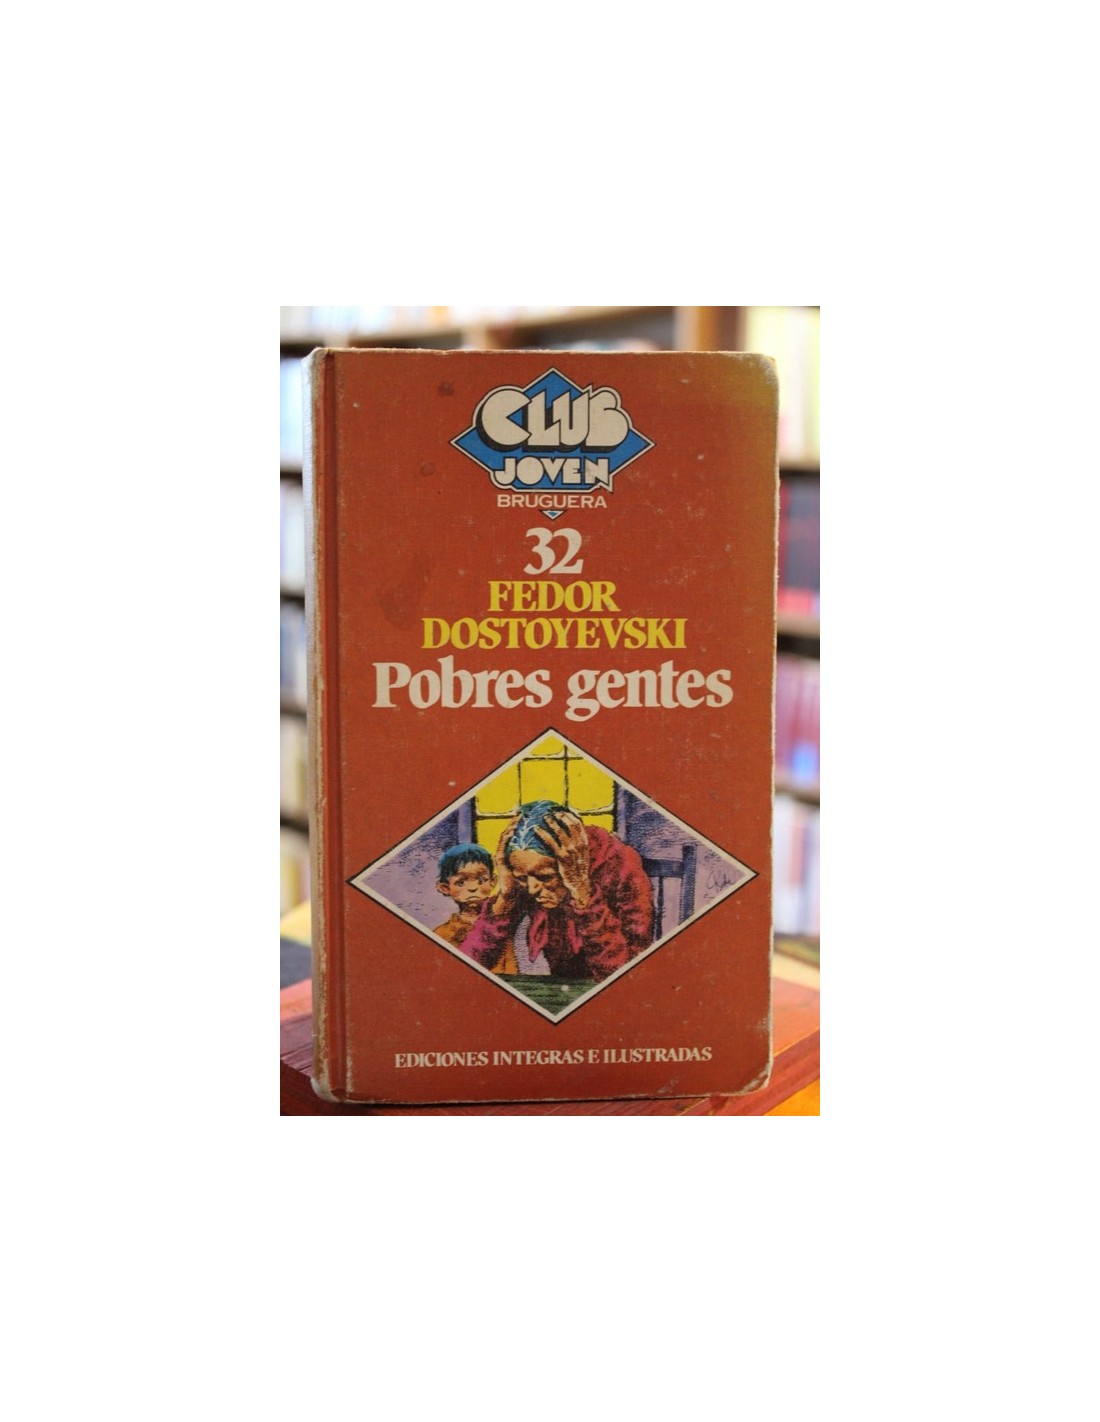 CLUB
JOVEN
BRUGUERA
32
FEDOR
DOSTOYEVSKI
Pobres gentes
EDICIONES INTEGRAS E ILUSTRADAS